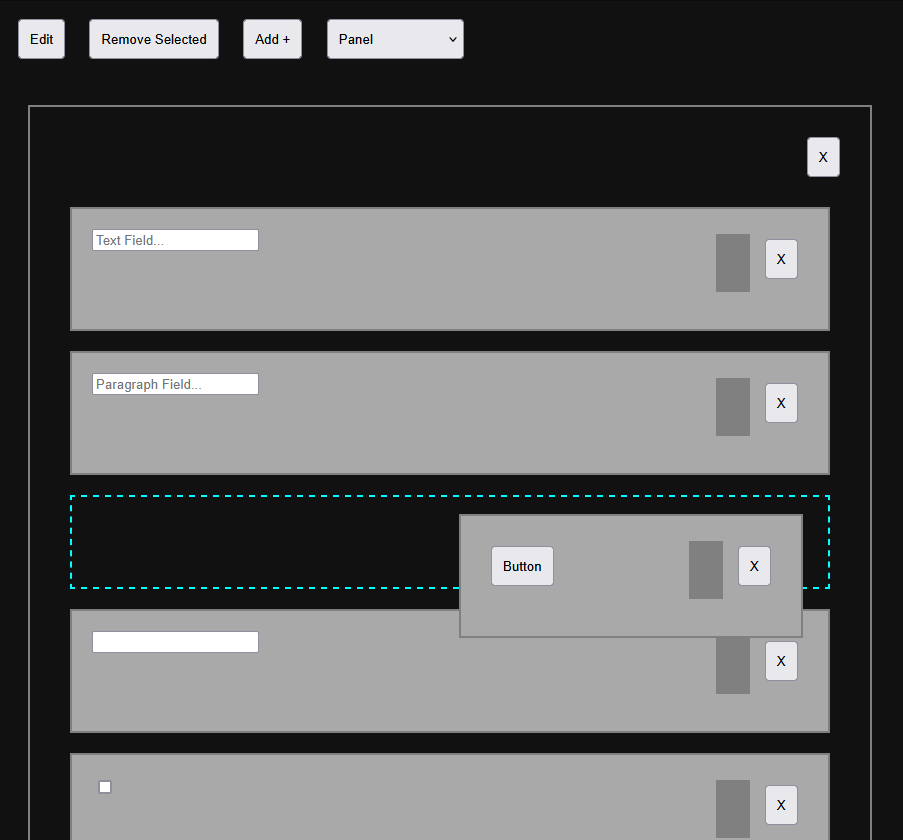 Edit Remove Selected Add + Panel
X
Text Field...
X
Paragraph Field...
X
Button X
X
X